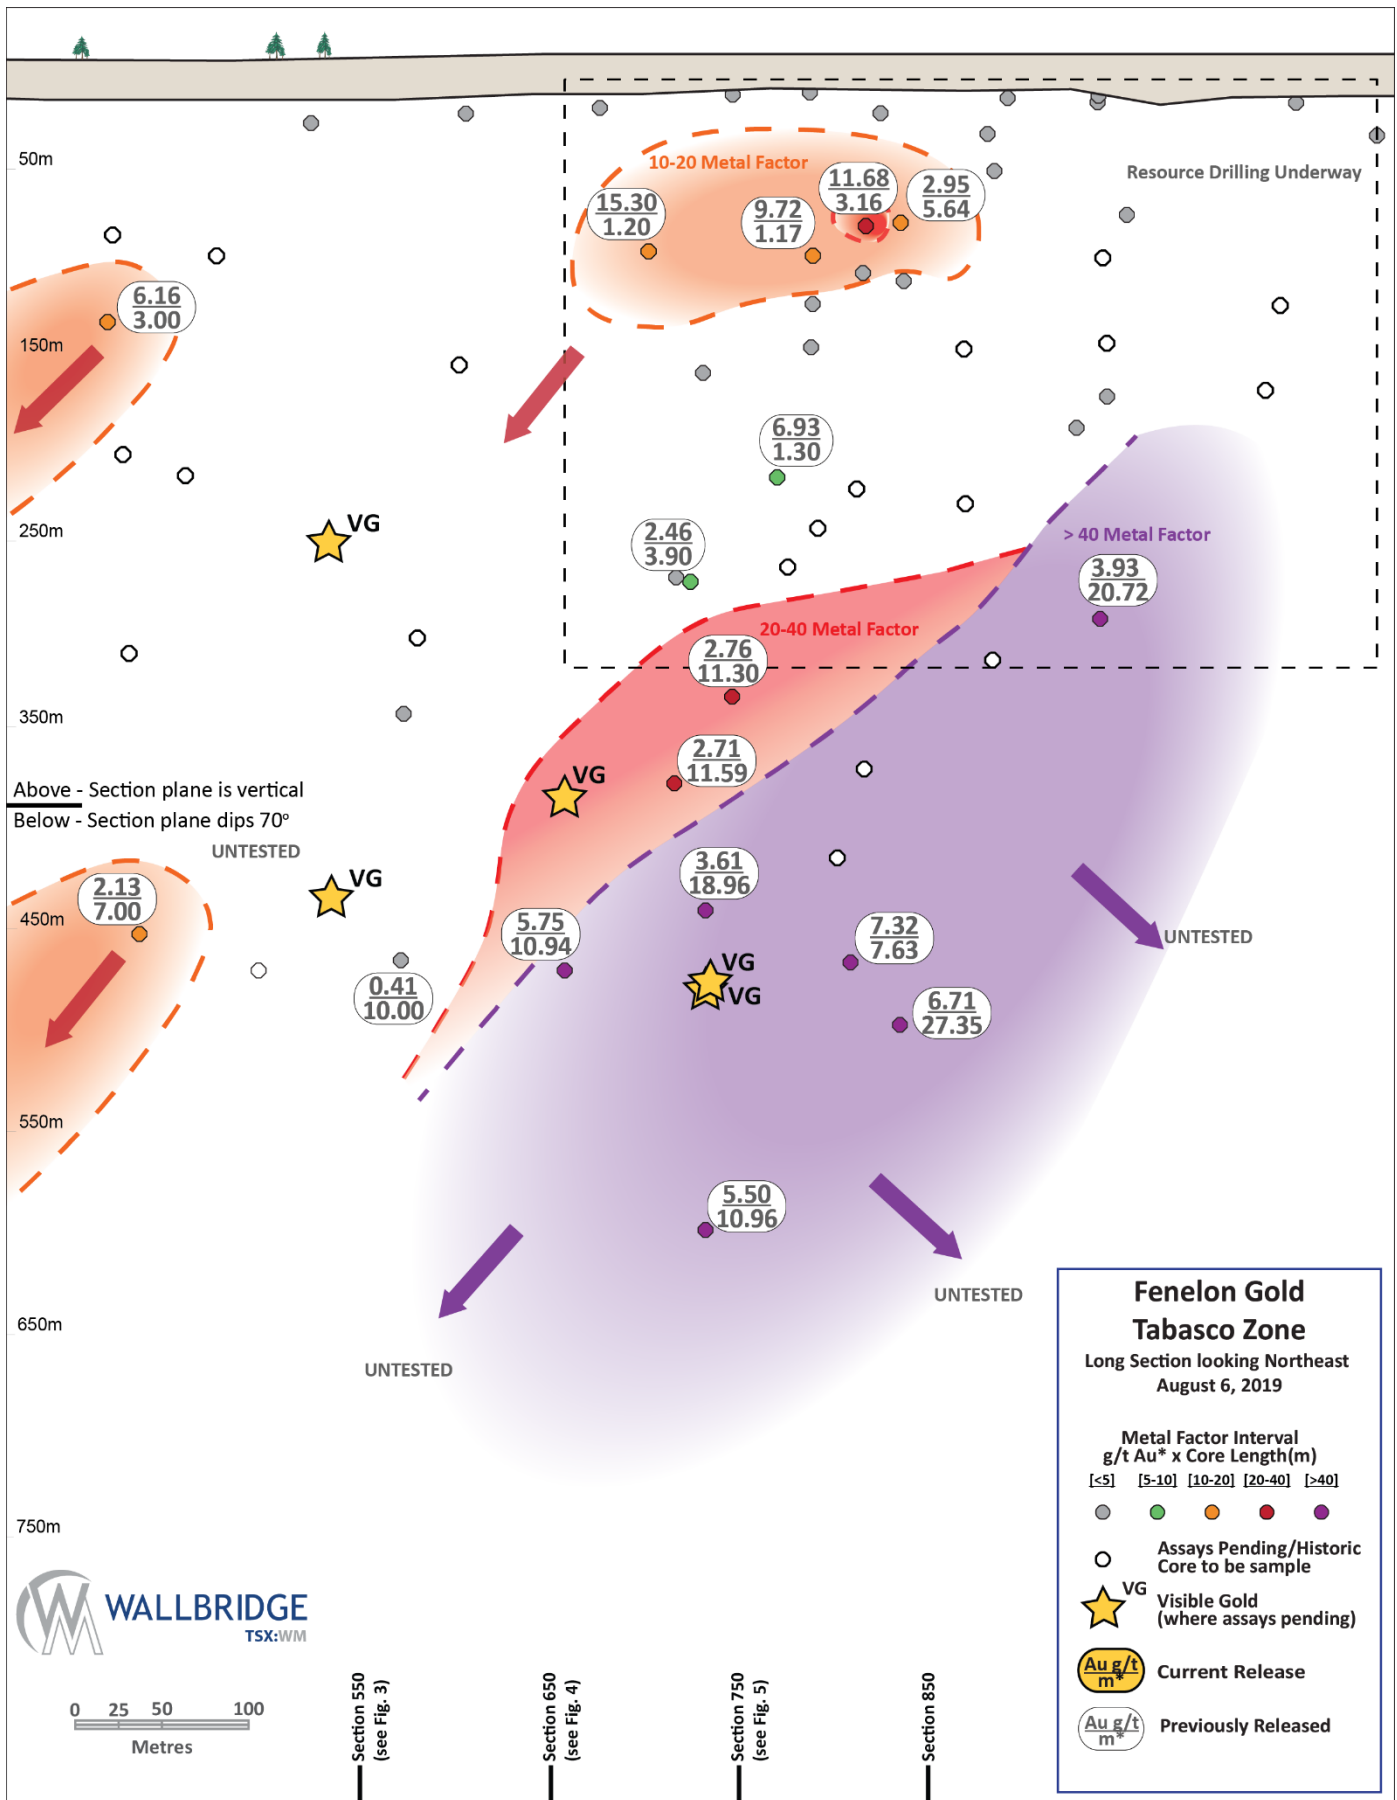 50m
10-20 Metal Factor
11.68
3.16
2.95
5.64
Resource Drilling Underway
15.30
1.20
9.72
1.17
6.16
3.00
150m
6.93
1.30
VG
250m
2.46
3.90
> 40 Metal Factor
3.93
20.72
20-40 Metal Factor
2.76
11.30
350m
2.71
11.59
VG
Above - Section plane is vertical
Below - Section plane dips 70º
UNTESTED
VG
3.61
18.96
2.13
7.00
450m
5.75
10.94
7.32
7.63
UNTESTED
VG
VG
0.41
10.00
6.71
27.35
550m
5.50
10.96
UNTESTED
650m
UNTESTED
750m
Fenelon Gold
Tabasco Zone
Long Section looking Northeast
August 6, 2019
Metal Factor Interval
g/t Au* x Core Length(m)
[<5] [5-10] [10-20] [20-40] [>40]
Assays Pending/Historic
Core to be sample
VG
Visible Gold
(where assays pending)
Au g/t
m*
Current Release
Au g/t
m*
Previously Released
WM
WALLBRIDGE
TSX:WM
0 25 50 100
Metres
Section 550
(see Fig. 3)
Section 650
(see Fig. 4)
Section 750
(see Fig. 5)
Section 850